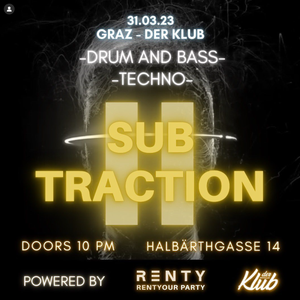 31.03.23
GRAZ - DER KLUB
-DRUM AND BASS-
-TECHNO-
II
SUB
TRACTION
DOORS 10 PM HALBÄRTHGASSE 14
POWERED BY RENTY
RENTYOUR PARTY
der Klub